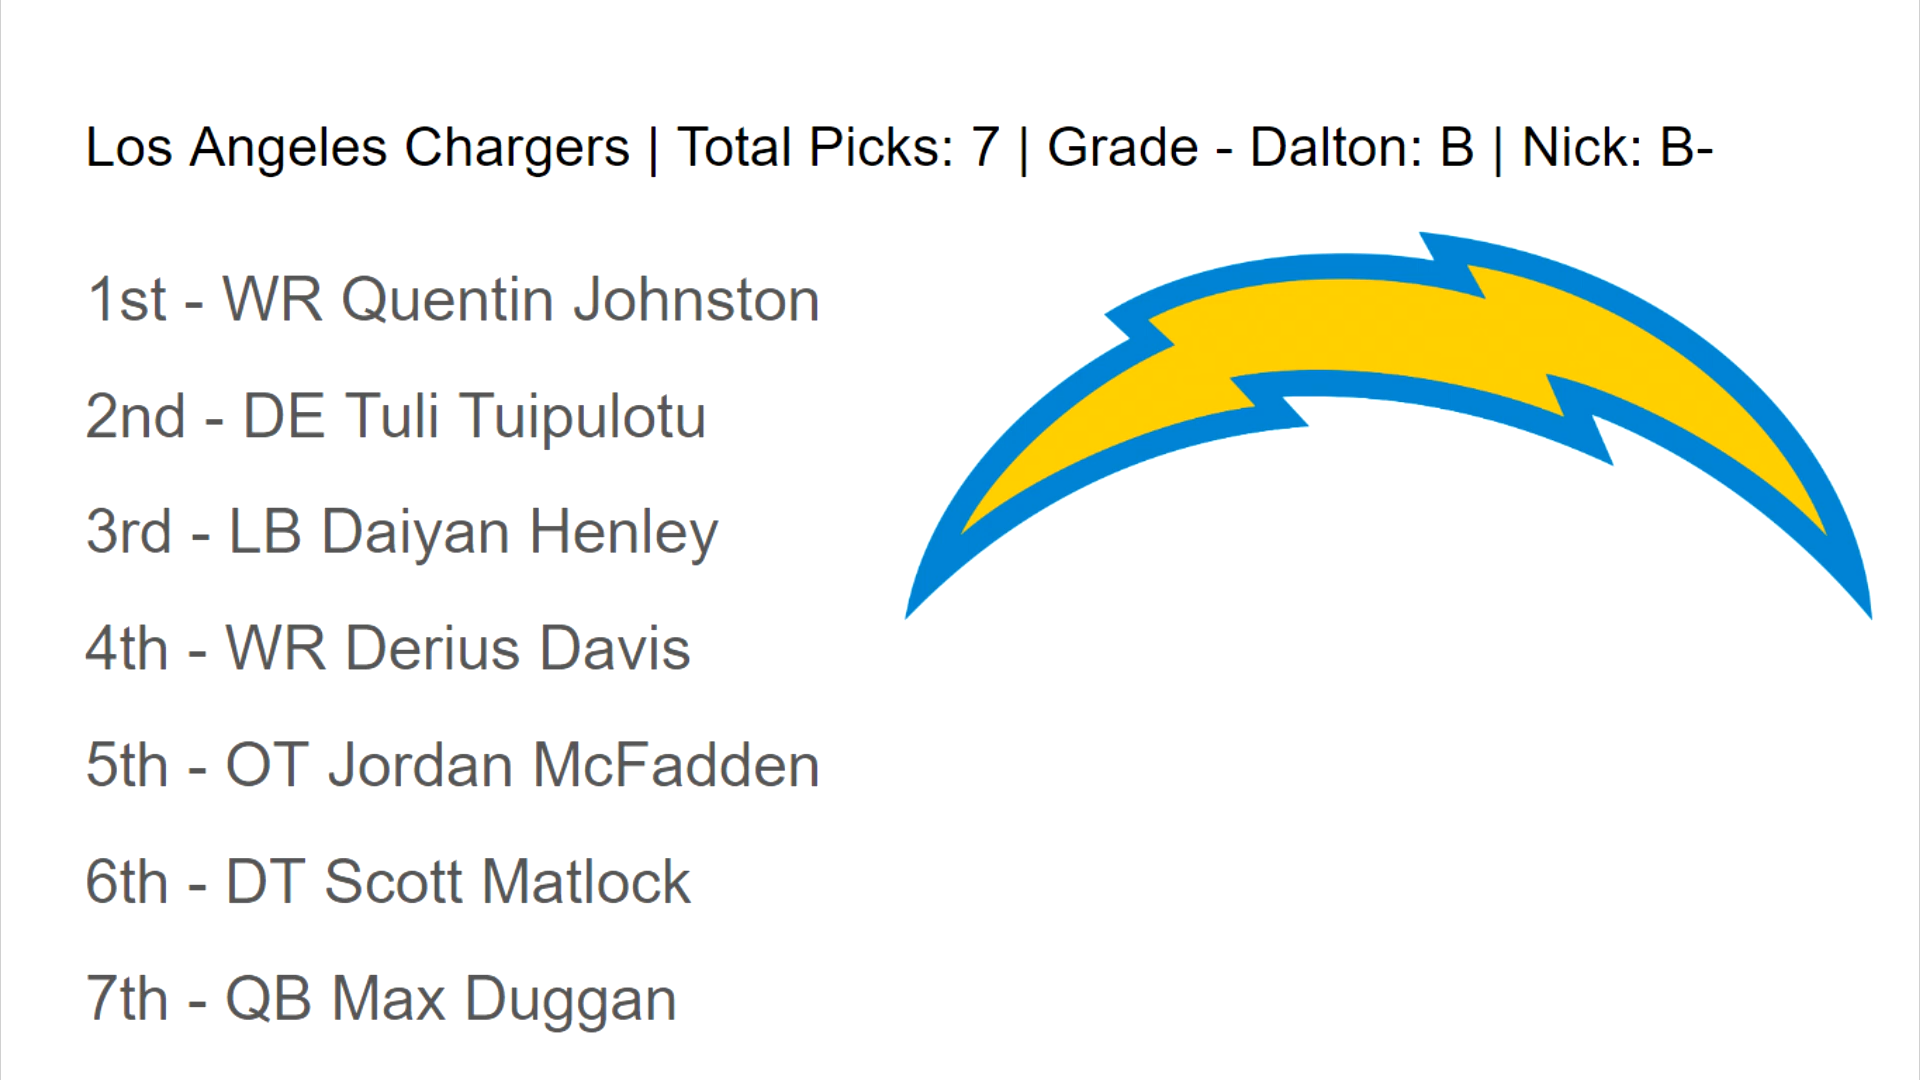 Los Angeles Chargers | Total Picks: 7 | Grade - Dalton: B | Nick: B-
1st - WR Quentin Johnston
2nd - DE Tuli Tuipulotu
3rd - LB Daiyan Henley
4th - WR Derius Davis
5th - OT Jordan McFadden
6th - DT Scott Matlock
7th - QB Max Duggan